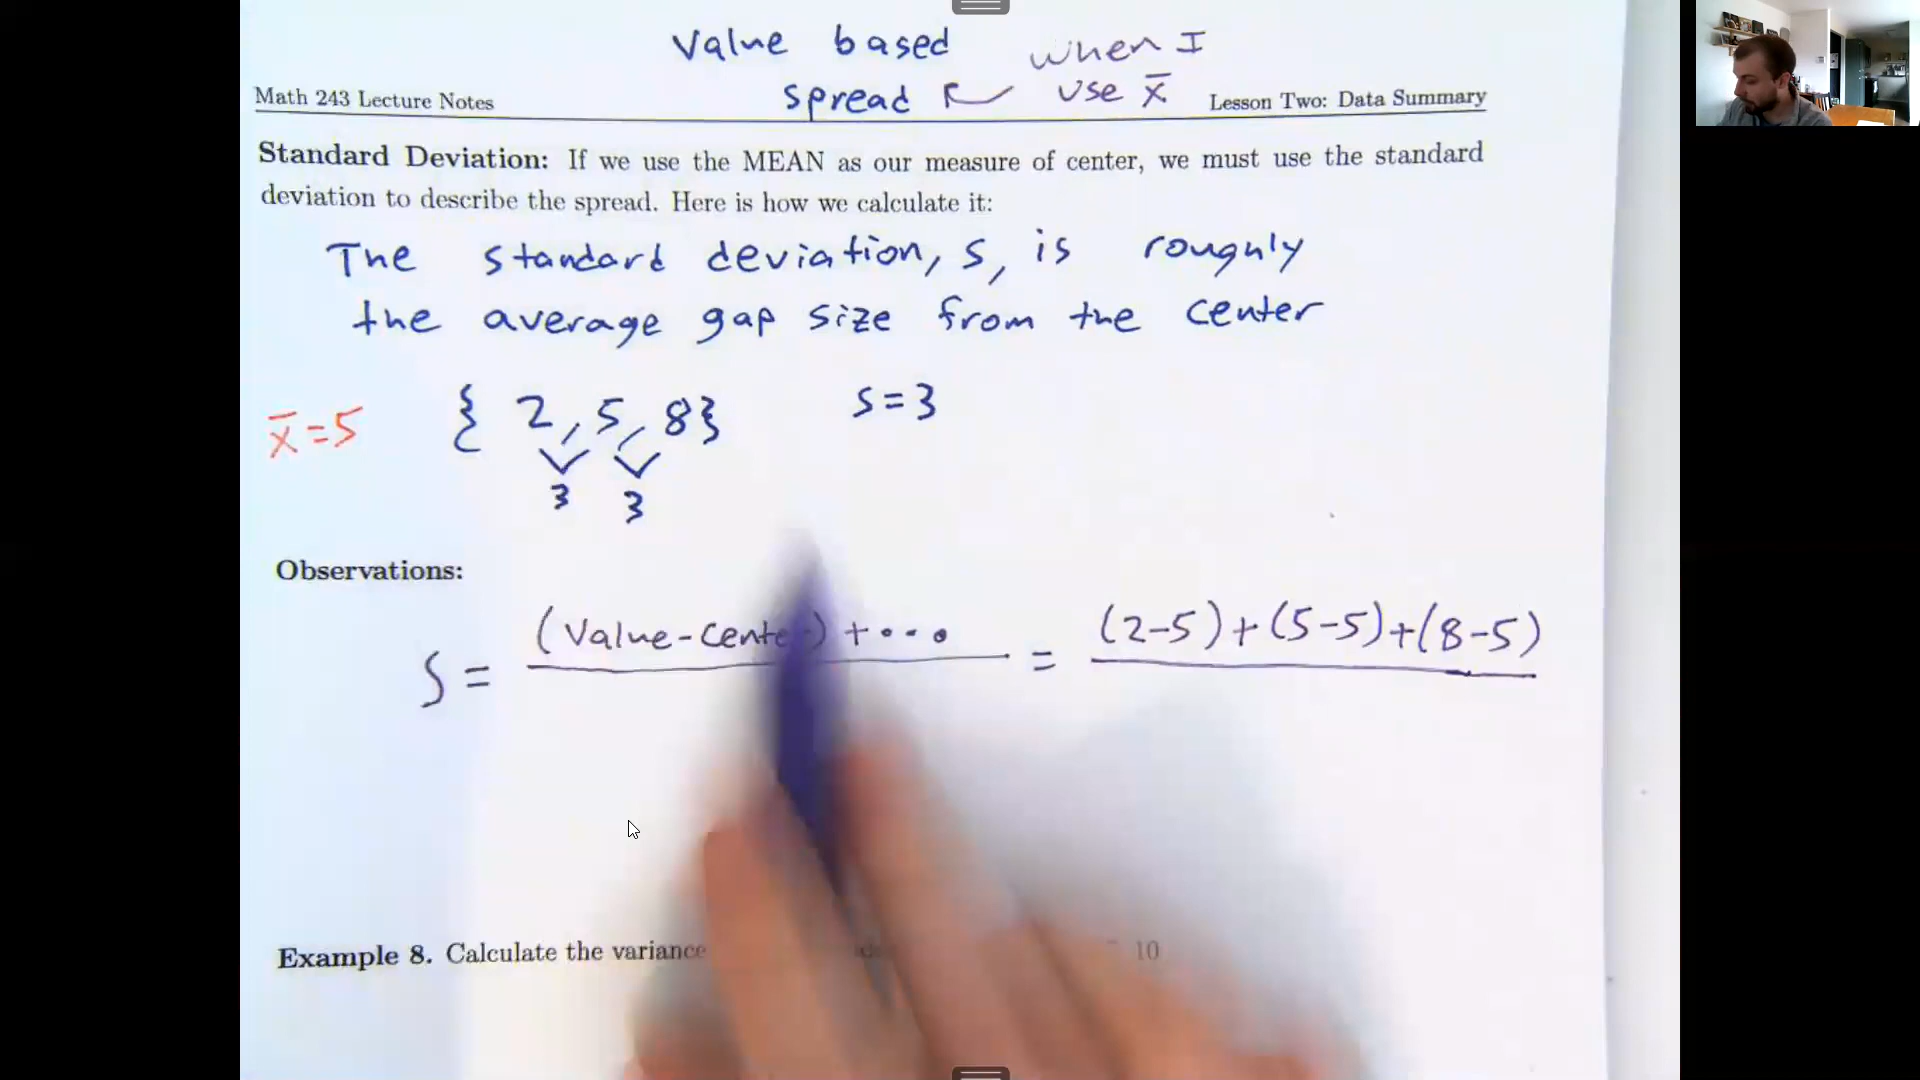 Value based when I
spread use x̄
Math 243 Lecture Notes
Lesson Two: Data Summary
Standard Deviation: If we use the MEAN as our measure of center, we must use the standard
deviation to describe the spread. Here is how we calculate it:
The standard deviation, s, is roughly
the average gap size from the center
x̄=5 { 2, 5, 8} s=3
3 3
Observations:
S = (Value-Center) +••• = (2-5)+(5-5)+(8-5)
Example 8. Calculate the variance 10